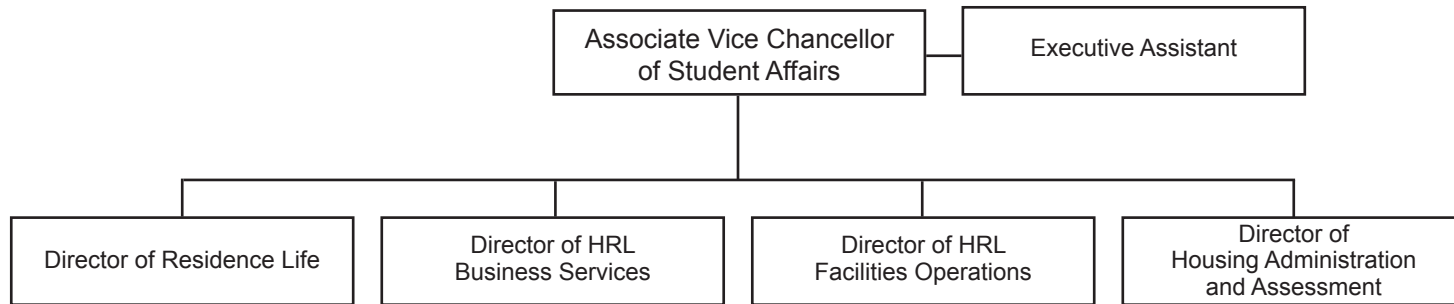 Associate Vice Chancellor
of Student Affairs
Executive Assistant
Director of Residence Life
Director of HRL
Business Services
Director of HRL
Facilities Operations
Director of
Housing Administration
and Assessment